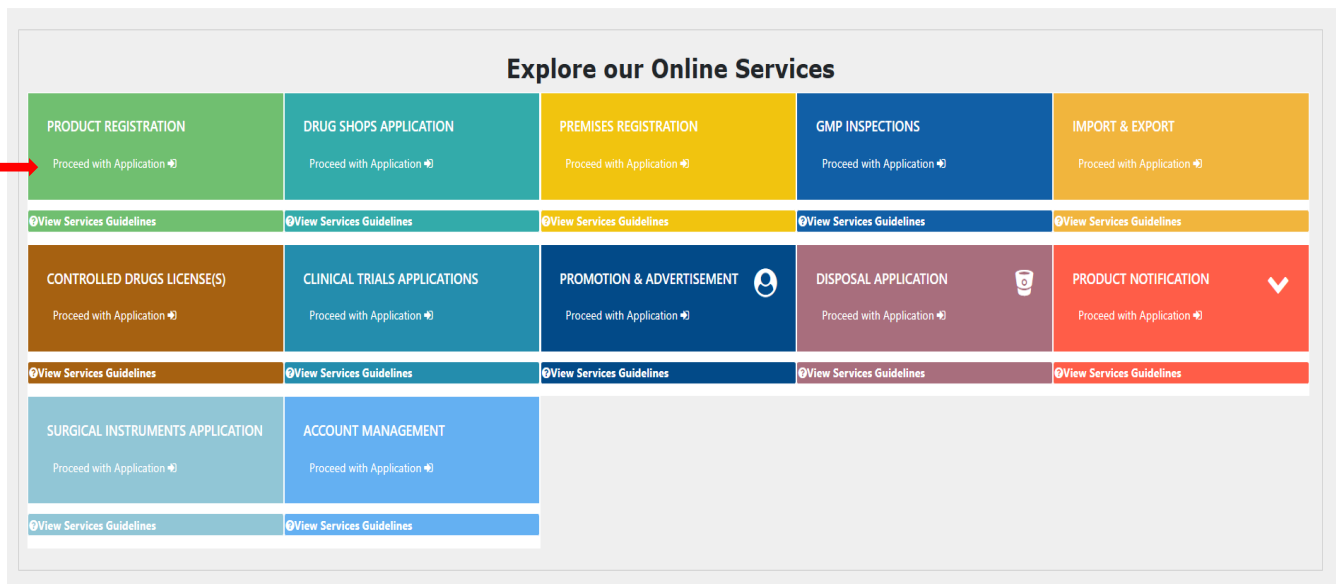 Explore our Online Services
PRODUCT REGISTRATION
Proceed with Application
View Services Guidelines
DRUG SHOPS APPLICATION
Proceed with Application
View Services Guidelines
PREMISES REGISTRATION
Proceed with Application
View Services Guidelines
GMP INSPECTIONS
Proceed with Application
View Services Guidelines
IMPORT & EXPORT
Proceed with Application
View Services Guidelines
CONTROLLED DRUGS LICENSE(S)
Proceed with Application
View Services Guidelines
CLINICAL TRIALS APPLICATIONS
Proceed with Application
View Services Guidelines
PROMOTION & ADVERTISEMENT
Proceed with Application
View Services Guidelines
DISPOSAL APPLICATION
Proceed with Application
View Services Guidelines
PRODUCT NOTIFICATION
Proceed with Application
View Services Guidelines
SURGICAL INSTRUMENTS APPLICATION
Proceed with Application
View Services Guidelines
ACCOUNT MANAGEMENT
Proceed with Application
View Services Guidelines